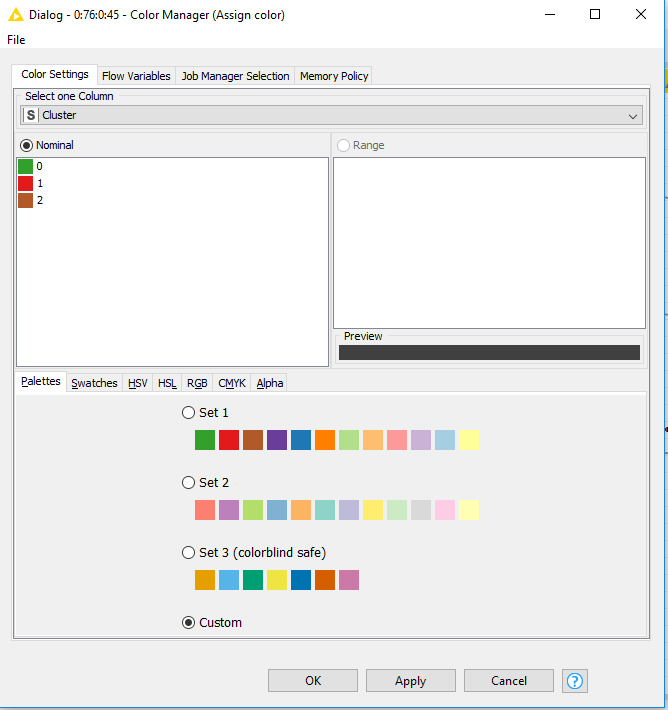 Dialog - 0:76:0:45 - Color Manager (Assign color)
File
Color Settings Flow Variables Job Manager Selection Memory Policy
Select one Column
S Cluster
Nominal Range
0
1
2
Preview
Palettes Swatches HSV HSL RGB CMYK Alpha
Set 1
Set 2
Set 3 (colorblind safe)
Custom
OK Apply Cancel ?